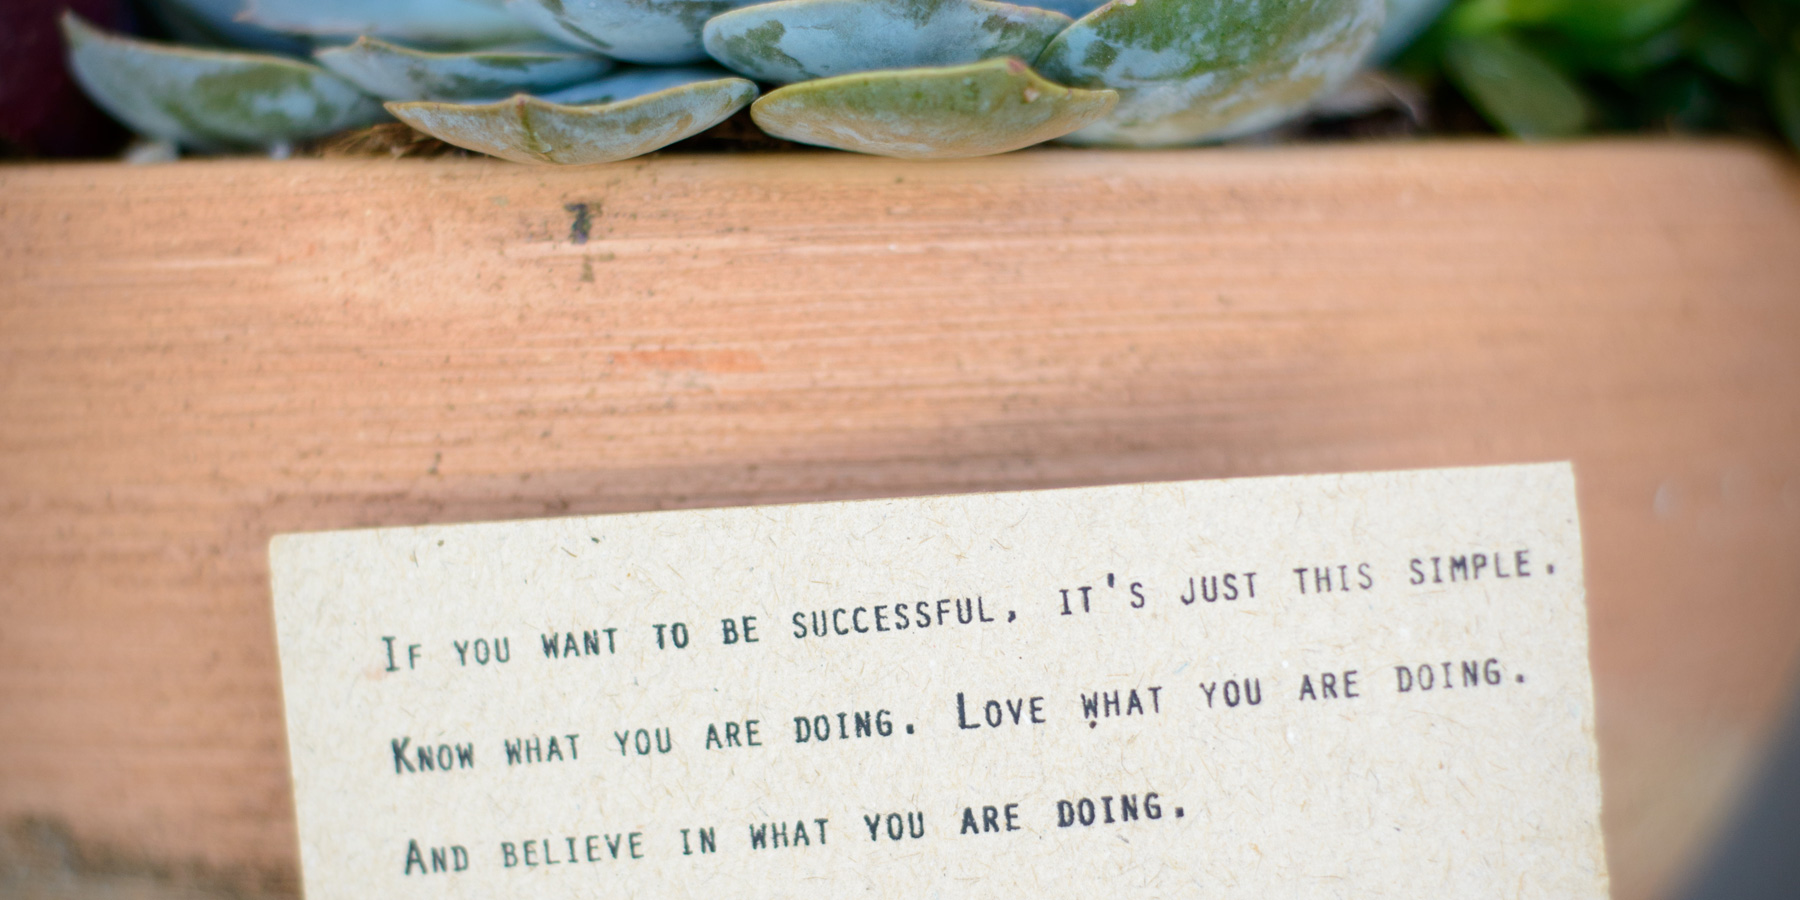 If you want to be successful, it's just this simple.
Know what you are doing. Love what you are doing.
And believe in what you are doing.